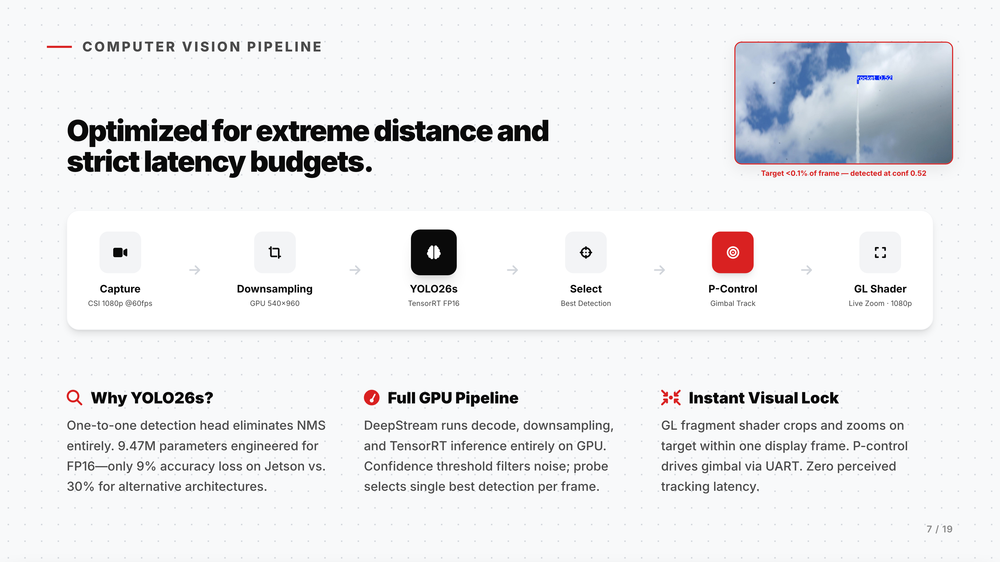 COMPUTER VISION PIPELINE
rocket 0.52
Target <0.1% of frame — detected at conf 0.52
Optimized for extreme distance and
strict latency budgets.
Capture
CSI 1080p @60fps
Downsampling
GPU 540×960
YOLO26s
TensorRT FP16
Select
Best Detection
P-Control
Gimbal Track
GL Shader
Live Zoom · 1080p
Why YOLO26s?
One-to-one detection head eliminates NMS
entirely. 9.47M parameters engineered for
FP16—only 9% accuracy loss on Jetson vs.
30% for alternative architectures.
Full GPU Pipeline
DeepStream runs decode, downsampling,
and TensorRT inference entirely on GPU.
Confidence threshold filters noise; probe
selects single best detection per frame.
Instant Visual Lock
GL fragment shader crops and zooms on
target within one display frame. P-control
drives gimbal via UART. Zero perceived
tracking latency.
7 / 19